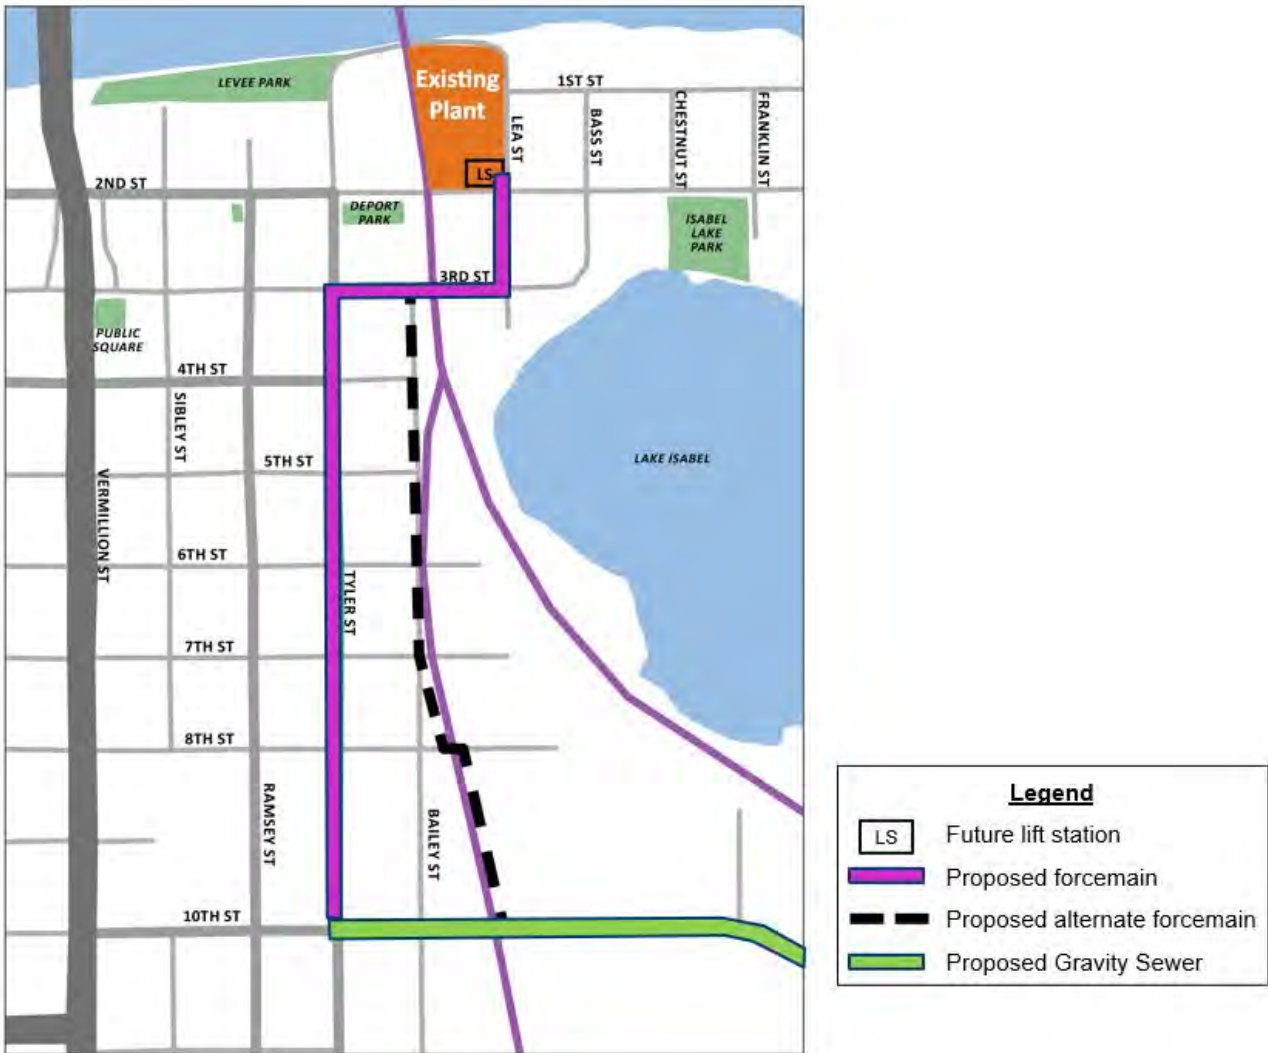 LEVEE PARK
Existing
Plant
1ST ST
LEA ST
BASS ST
CHESTNUT ST
FRANKLIN ST
LS
2ND ST
DEPORT
PARK
ISABEL
LAKE
PARK
3RD ST
PUBLIC
SQUARE
4TH ST
SIBLEY ST
5TH ST
LAKE ISABEL
VERMILLION ST
6TH ST
TYLER ST
7TH ST
8TH ST
RAMSEY ST
BAILEY ST
10TH ST
Legend
LS Future lift station
Proposed forcemain
Proposed alternate forcemain
Proposed Gravity Sewer